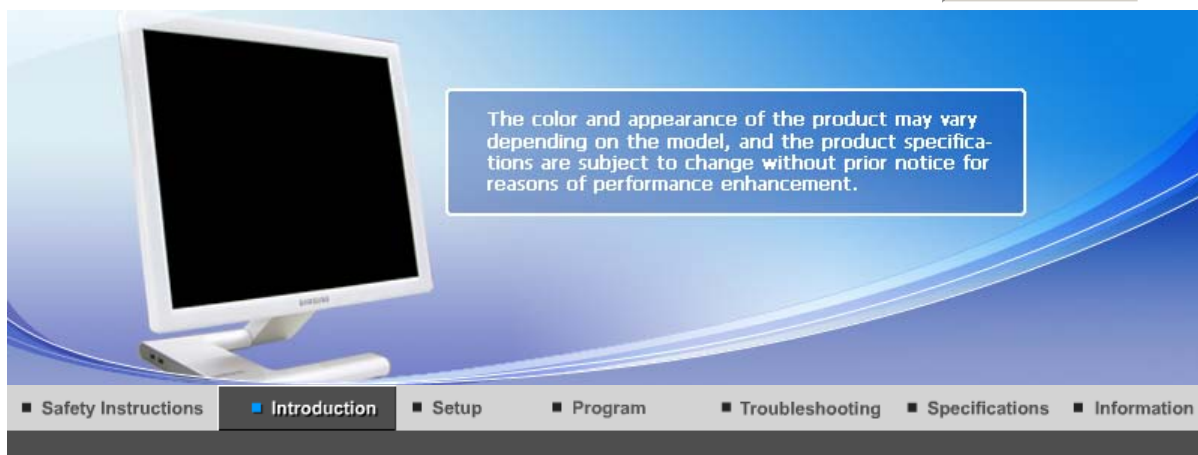 The color and appearance of the product may vary
depending on the model, and the product specifica-
tions are subject to change without prior notice for
reasons of performance enhancement.
SAMSUNG
Safety Instructions
Introduction
Setup
Program
Troubleshooting
Specifications
Information